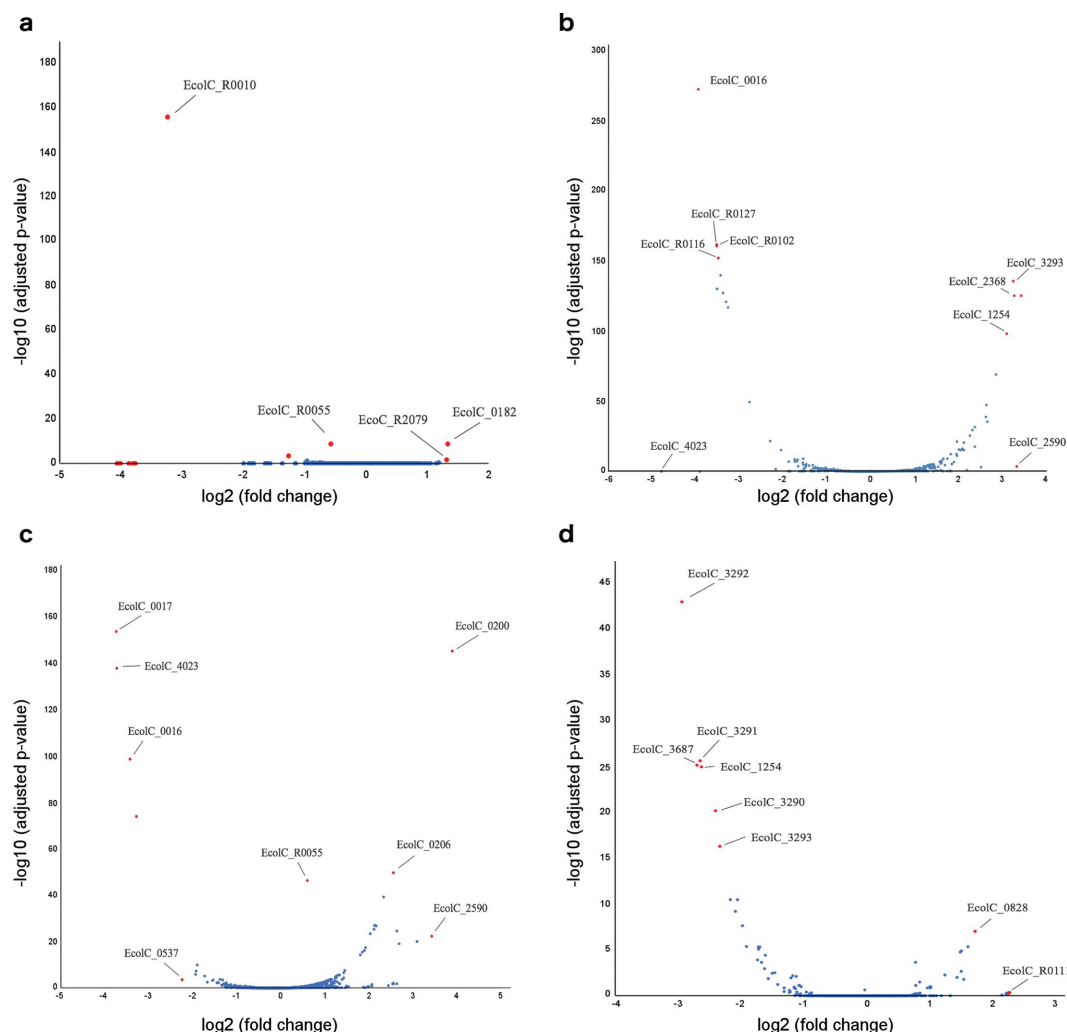 a
180
160
140
120
100
80
60
40
20
0
-5
-4
-3
-2
-1
0
1
2
-log10 (adjusted p-value)
log2 (fold change)
EcolC_R0010
EcolC_R0055
EcoC_R2079
EcolC_0182
b
300
250
200
150
100
50
0
-6
-5
-4
-3
-2
-1
0
1
2
3
4
-log10 (adjusted p-value)
log2 (fold change)
EcolC_0016
EcolC_R0127
EcolC_R0116
EcolC_R0102
EcolC_3293
EcolC_2368
EcolC_1254
EcolC_4023
EcolC_2590
c
180
160
140
120
100
80
60
40
20
0
-5
-4
-3
-2
-1
0
1
2
3
4
5
-log10 (adjusted p-value)
log2 (fold change)
EcolC_0017
EcolC_0200
EcolC_4023
EcolC_0016
EcolC_R0055
EcolC_0206
EcolC_2590
EcolC_0537
d
45
40
45
30
25
20
15
10
5
0
-4
-3
-2
-1
0
1
2
3
-log10 (adjusted p-value)
log2 (fold change)
EcolC_3292
EcolC_3291
EcolC_3687
EcolC_1254
EcolC_3290
EcolC_3293
EcolC_0828
EcolC_R0111